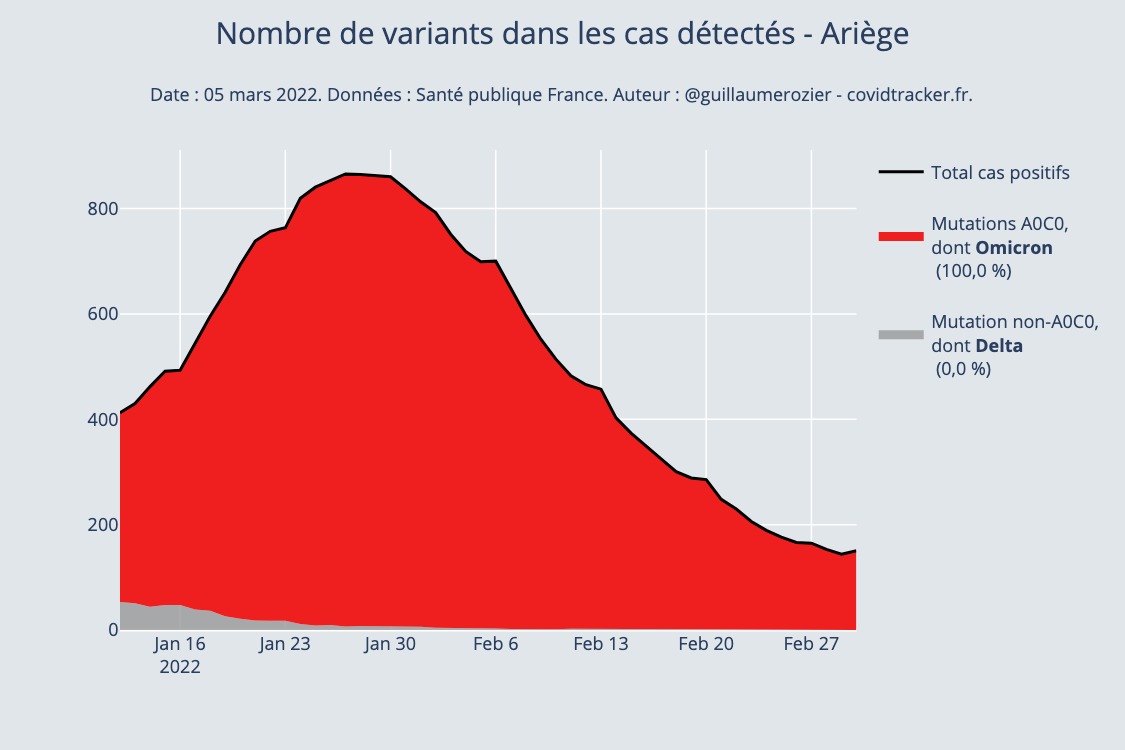 Nombre de variants dans les cas détectés - Ariège
Date : 05 mars 2022. Données : Santé publique France. Auteur : @guillaumerozier - covidtracker.fr.
Total cas positifs
Mutations A0C0,
dont Omicron
(100,0 %)
Mutation non-A0C0,
dont Delta
(0,0 %)
800
600
400
200
0
Jan 16
2022
Jan 23
Jan 30
Feb 6
Feb 13
Feb 20
Feb 27